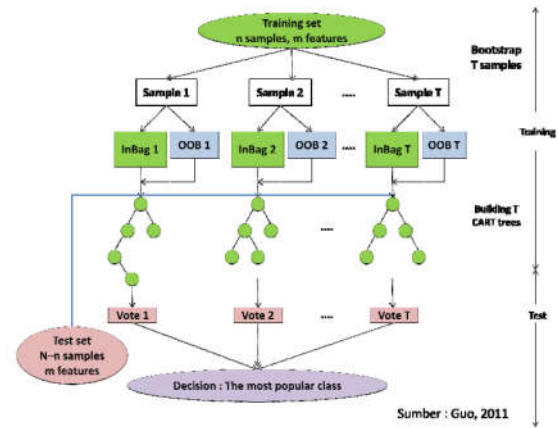 Training set
n samples, m features
Bootstrap
T samples
Sample 1
Sample 2
....
Sample T
Training
InBag 1
OOB 1
InBag 2
OOB 2
....
InBag T
OOB T
Building T
CART trees
....
Vote 1
Vote 2
....
Vote T
Test
Test set
N-n samples
m features
Decision : The most popular class
Sumber : Guo, 2011